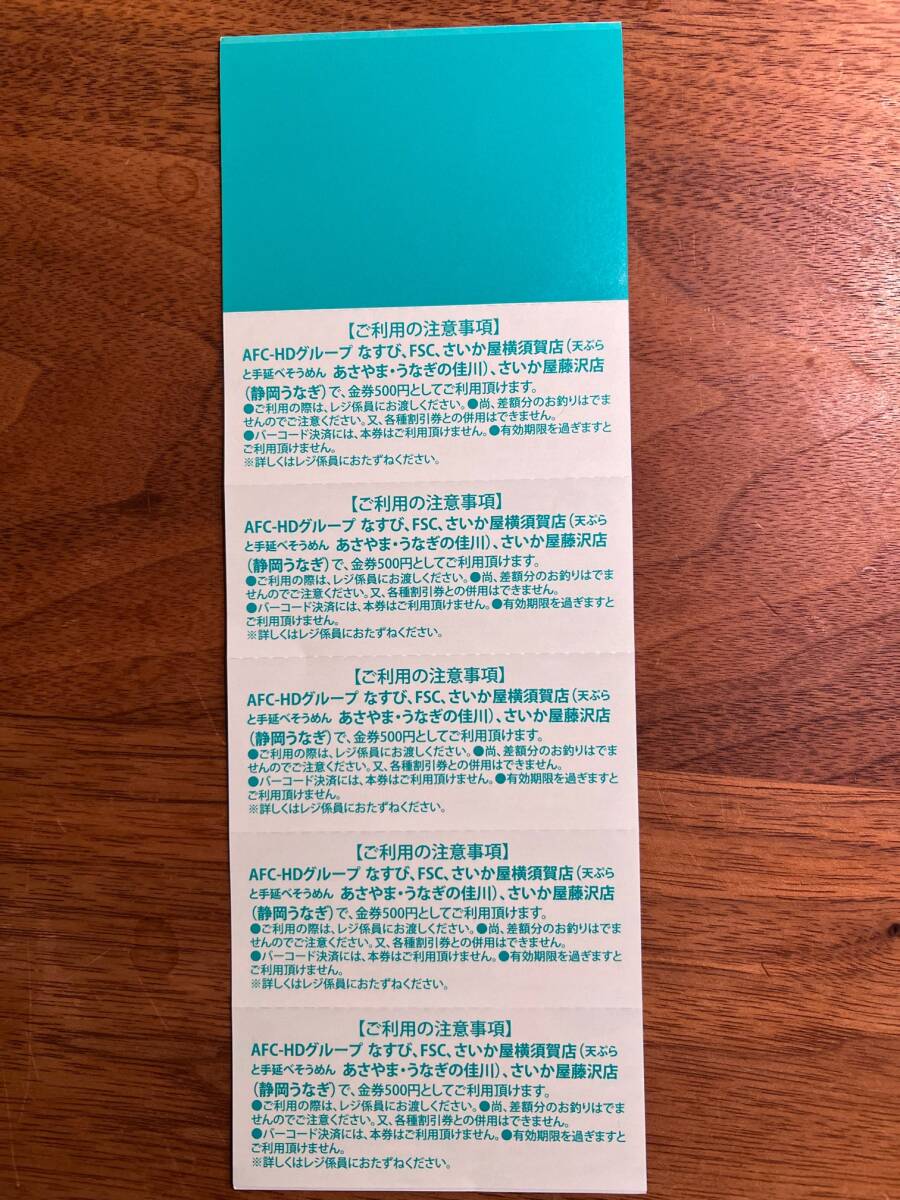 【ご利用の注意事項】
AFC-HDグループ なすび、FSC、さいか屋横須賀店（天ぷら
と手延べそうめん あさやま・うなぎの佳川）、さいか屋藤沢店
（静岡うなぎ）で、金券500円としてご利用頂けます。
●ご利用の際は、レジ係員にお渡しください。●尚、差額分のお釣りはでま
せんのでご注意ください。又、各種割引券との併用はできません。
●バーコード決済には、本券はご利用頂けません。●有効期限を過ぎますと
ご利用頂けません。
※詳しくはレジ係員におたずねください。
【ご利用の注意事項】
AFC-HDグループ なすび、FSC、さいか屋横須賀店（天ぷら
と手延べそうめん あさやま・うなぎの佳川）、さいか屋藤沢店
（静岡うなぎ）で、金券500円としてご利用頂けます。
●ご利用の際は、レジ係員にお渡しください。●尚、差額分のお釣りはでま
せんのでご注意ください。又、各種割引券との併用はできません。
●バーコード決済には、本券はご利用頂けません。●有効期限を過ぎますと
ご利用頂けません。
※詳しくはレジ係員におたずねください。
【ご利用の注意事項】
AFC-HDグループ なすび、FSC、さいか屋横須賀店（天ぷら
と手延べそうめん あさやま・うなぎの佳川）、さいか屋藤沢店
（静岡うなぎ）で、金券500円としてご利用頂けます。
●ご利用の際は、レジ係員にお渡しください。●尚、差額分のお釣りはでま
せんのでご注意ください。又、各種割引券との併用はできません。
●バーコード決済には、本券はご利用頂けません。●有効期限を過ぎますと
ご利用頂けません。
※詳しくはレジ係員におたずねください。
【ご利用の注意事項】
AFC-HDグループ なすび、FSC、さいか屋横須賀店（天ぷら
と手延べそうめん あさやま・うなぎの佳川）、さいか屋藤沢店
（静岡うなぎ）で、金券500円としてご利用頂けます。
●ご利用の際は、レジ係員にお渡しください。●尚、差額分のお釣りはでま
せんのでご注意ください。又、各種割引券との併用はできません。
●バーコード決済には、本券はご利用頂けません。●有効期限を過ぎますと
ご利用頂けません。
※詳しくはレジ係員におたずねください。
【ご利用の注意事項】
AFC-HDグループ なすび、FSC、さいか屋横須賀店（天ぷら
と手延べそうめん あさやま・うなぎの佳川）、さいか屋藤沢店
（静岡うなぎ）で、金券500円としてご利用頂けます。
●ご利用の際は、レジ係員にお渡しください。●尚、差額分のお釣りはでま
せんのでご注意ください。又、各種割引券との併用はできません。
●バーコード決済には、本券はご利用頂けません。●有効期限を過ぎますと
ご利用頂けません。
※詳しくはレジ係員におたずねください。